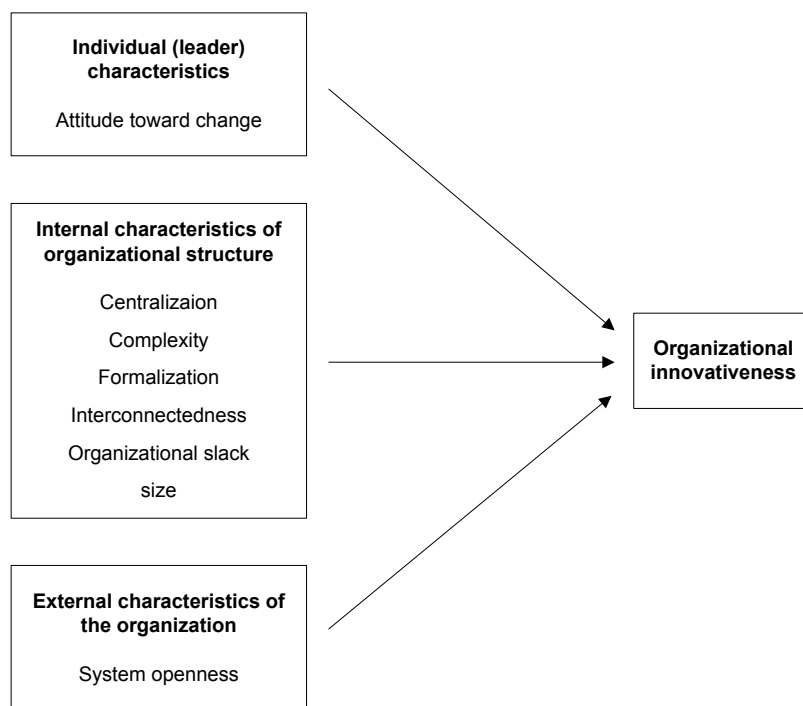 Individual (leader)
characteristics
Attitude toward change
Internal characteristics of
organizational structure
Centralizaion
Complexity
Formalization
Interconnectedness
Organizational slack
size
Organizational
innovativeness
External characteristics of
the organization
System openness